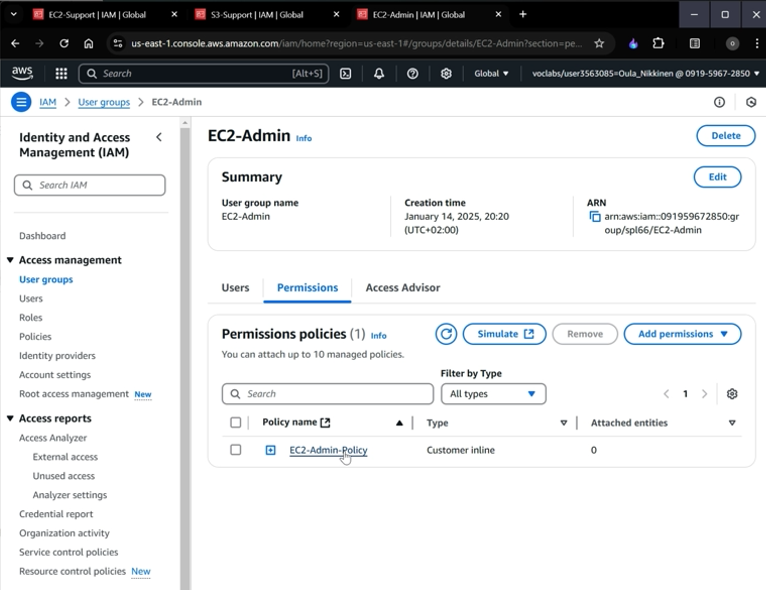 EC2-Support | IAM | Global
S3-Support | IAM | Global
EC2-Admin | IAM | Global
us-east-1.console.aws.amazon.com/iam/home?region=us-east-1#/groups/details/EC2-Admin?section=pe...
aws
Search
[Alt+S]
Global
voclabs/user3563085=Oula_Nikkinen @ 0919-5967-2850
IAM
User groups
EC2-Admin
Identity and Access
Management (IAM)
Search IAM
Dashboard
Access management
User groups
Users
Roles
Policies
Identity providers
Account settings
Root access management New
Access reports
Access Analyzer
External access
Unused access
Analyzer settings
Credential report
Organization activity
Service control policies
Resource control policies New
EC2-Admin Info
Delete
Summary
Edit
User group name
EC2-Admin
Creation time
January 14, 2025, 20:20
(UTC+02:00)
ARN
arn:aws:iam::091959672850:gr
oup/spl66/EC2-Admin
Users
Permissions
Access Advisor
Permissions policies (1) Info
Simulate
Remove
Add permissions
You can attach up to 10 managed policies.
Filter by Type
Search
All types
1
Policy name
Type
Attached entities
EC2-Admin-Policy
Customer inline
0